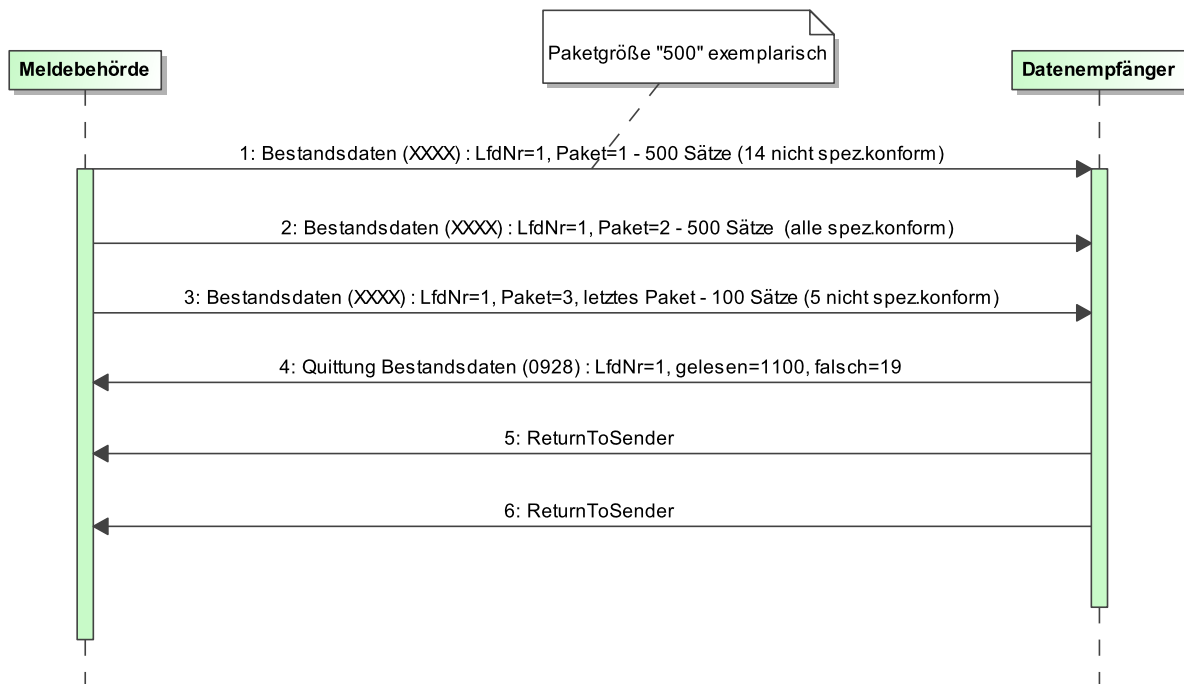 Paketgröße "500" exemplarisch
Meldebehörde
Datenempfänger
1: Bestandsdaten (XXXX) : LfdNr=1, Paket=1 - 500 Sätze (14 nicht spez.konform)
2: Bestandsdaten (XXXX) : LfdNr=1, Paket=2 - 500 Sätze (alle spez.konform)
3: Bestandsdaten (XXXX) : LfdNr=1, Paket=3, letztes Paket - 100 Sätze (5 nicht spez.konform)
4: Quittung Bestandsdaten (0928) : LfdNr=1, gelesen=1100, falsch=19
5: ReturnToSender
6: ReturnToSender